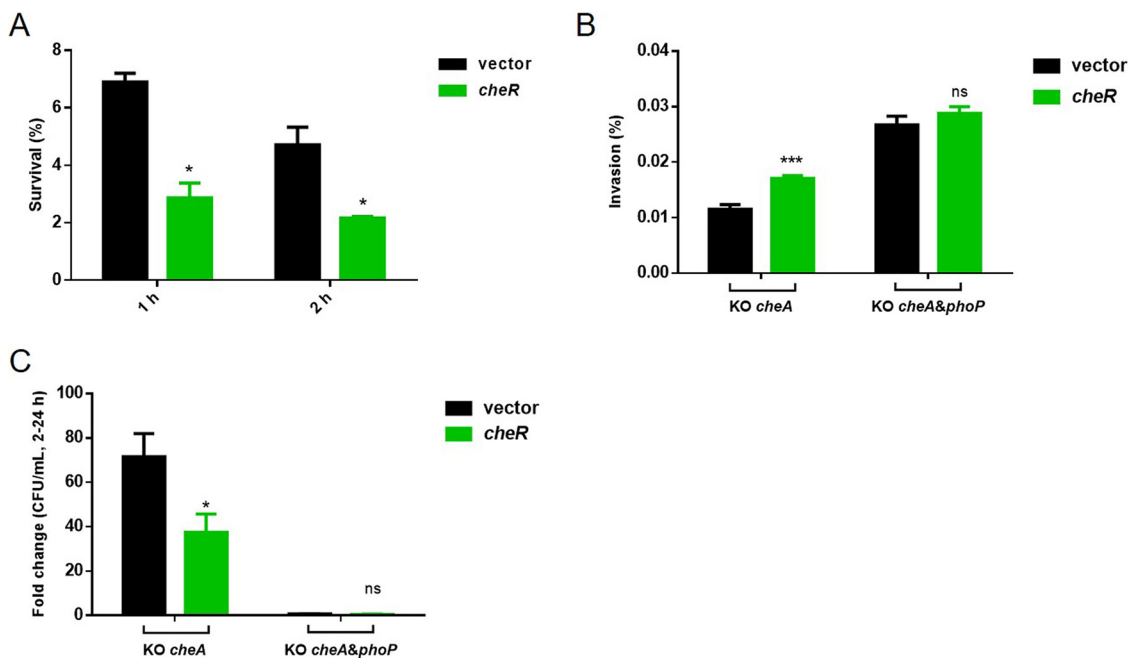 A
Survival (%)
8
6
4
2
0
*
*
1 h
2 h
vector
cheR
B
Invasion (%)
0.04
0.03
0.02
0.01
0.00
***
ns
KO cheA
KO cheA&phoP
vector
cheR
C
Fold change (CFU/mL, 2-24 h)
100
80
60
40
20
0
*
ns
KO cheA
KO cheA&phoP
vector
cheR